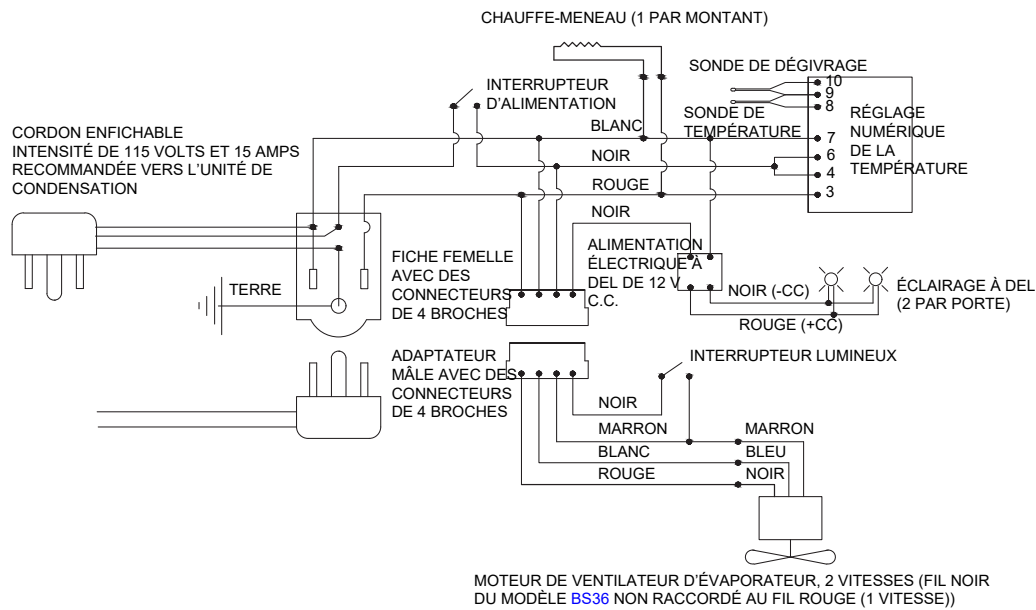 CHAUFFE-MENEAU (1 PAR MONTANT)
SONDE DE DÉGIVRAGE
10
9
8
INTERRUPTEUR
D'ALIMENTATION
SONDE DE
TEMPÉRATURE
RÉGLAGE
NUMÉRIQUE
DE LA
TEMPÉRATURE
7
6
4
3
BLANC
NOIR
ROUGE
NOIR
CORDON ENFICHABLE
INTENSITÉ DE 115 VOLTS ET 15 AMPS
RECOMMANDÉE VERS L'UNITÉ DE
CONDENSATION
TERRE
FICHE FEMELLE
AVEC DES
CONNECTEURS
DE 4 BROCHES
ALIMENTATION
ÉLECTRIQUE À
DEL DE 12 V
C.C.
NOIR (-CC)
ROUGE (+CC)
ÉCLAIRAGE À DEL
(2 PAR PORTE)
ADAPTATEUR
MÂLE AVEC DES
CONNECTEURS
DE 4 BROCHES
INTERRUPTEUR LUMINEUX
NOIR
MARRON
MARRON
BLANC
BLEU
ROUGE
NOIR
MOTEUR DE VENTILATEUR D'ÉVAPORATEUR, 2 VITESSES (FIL NOIR
DU MODÈLE BS36 NON RACCORDÉ AU FIL ROUGE (1 VITESSE))